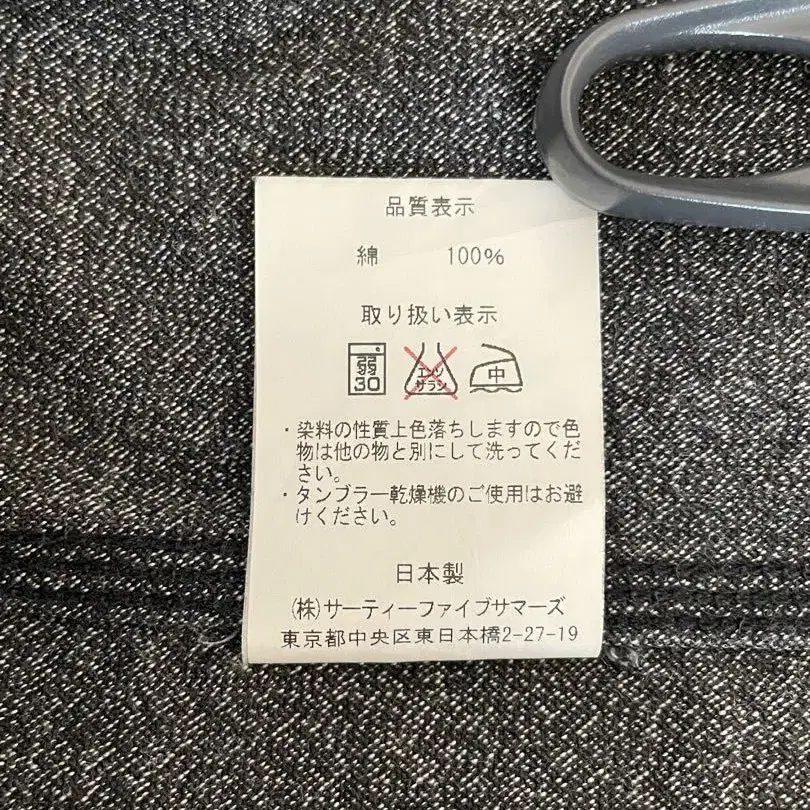 品質表示
綿 100%
取り扱い表示
弱 30 エンソ サラシ 中
・染料の性質上色落ちしますので色
物は他の物と別にして洗ってくだ
さい。
・タンブラー乾燥機のご使用はお避
けください。
日本製
(株)サーティーファイブサマーズ
東京都中央区東日本橋2-27-19